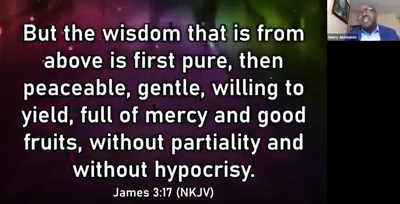 But the wisdom that is from
above is first pure, then
peaceable, gentle, willing to
yield, full of mercy and good
fruits, without partiality and
without hypocrisy.
James 3:17 (NKJV)